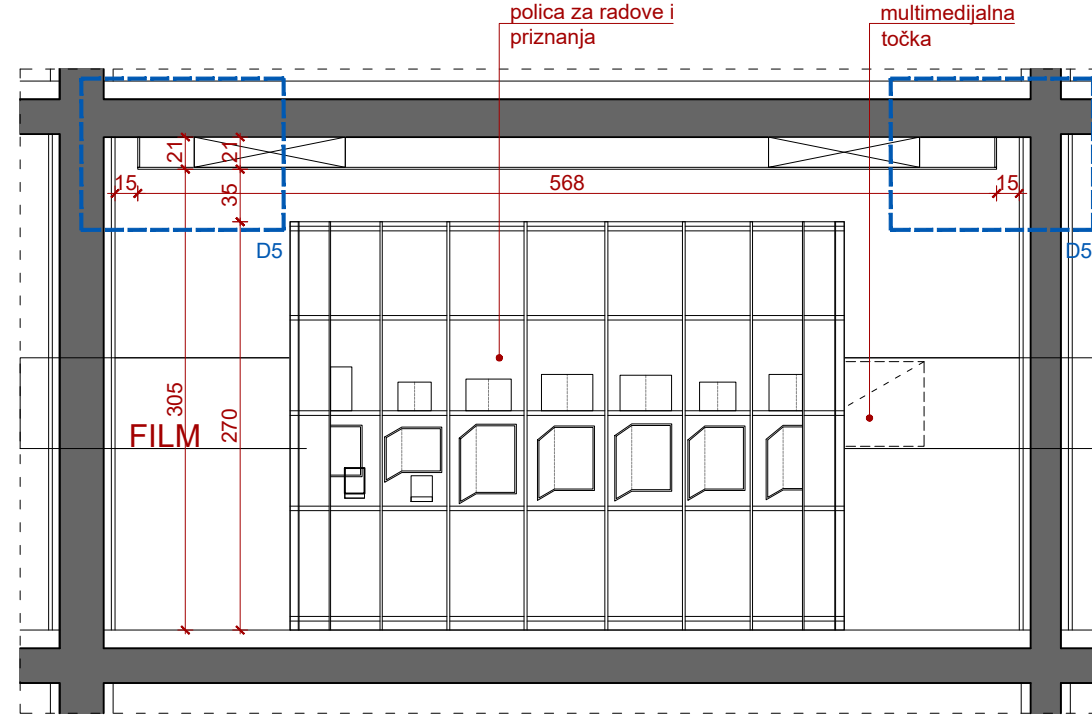 polica za radove i
priznanja
multimedijalna
točka
21
21
15
35
568
15
D5
D5
305
270
FILM